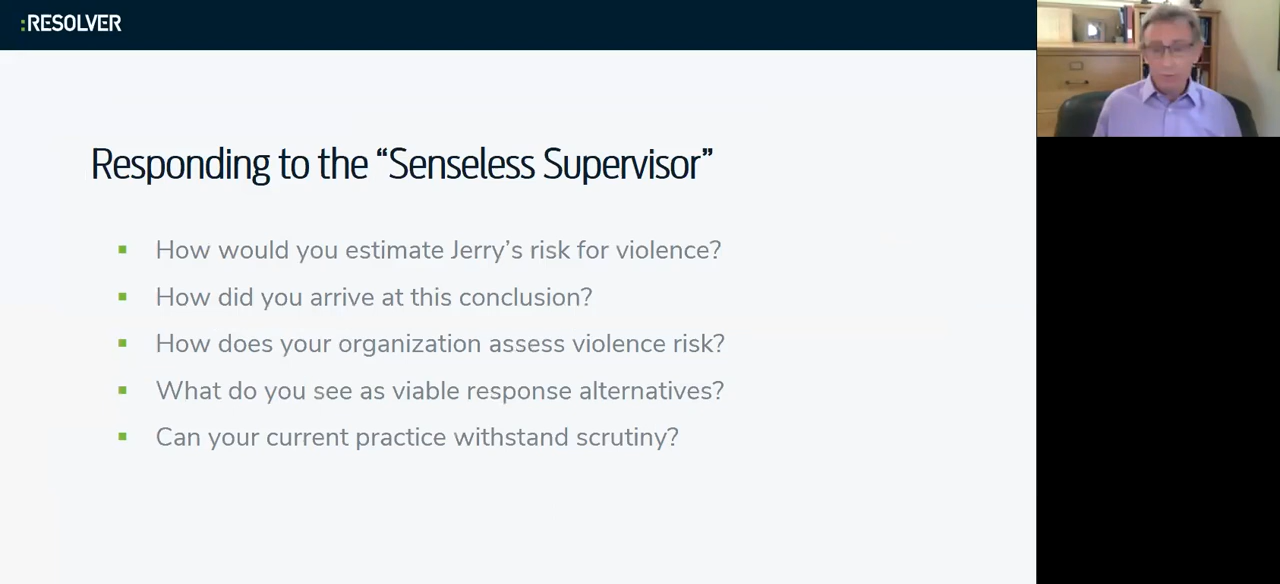 :RESOLVER
Responding to the “Senseless Supervisor”
How would you estimate Jerry’s risk for violence?
How did you arrive at this conclusion?
How does your organization assess violence risk?
What do you see as viable response alternatives?
Can your current practice withstand scrutiny?